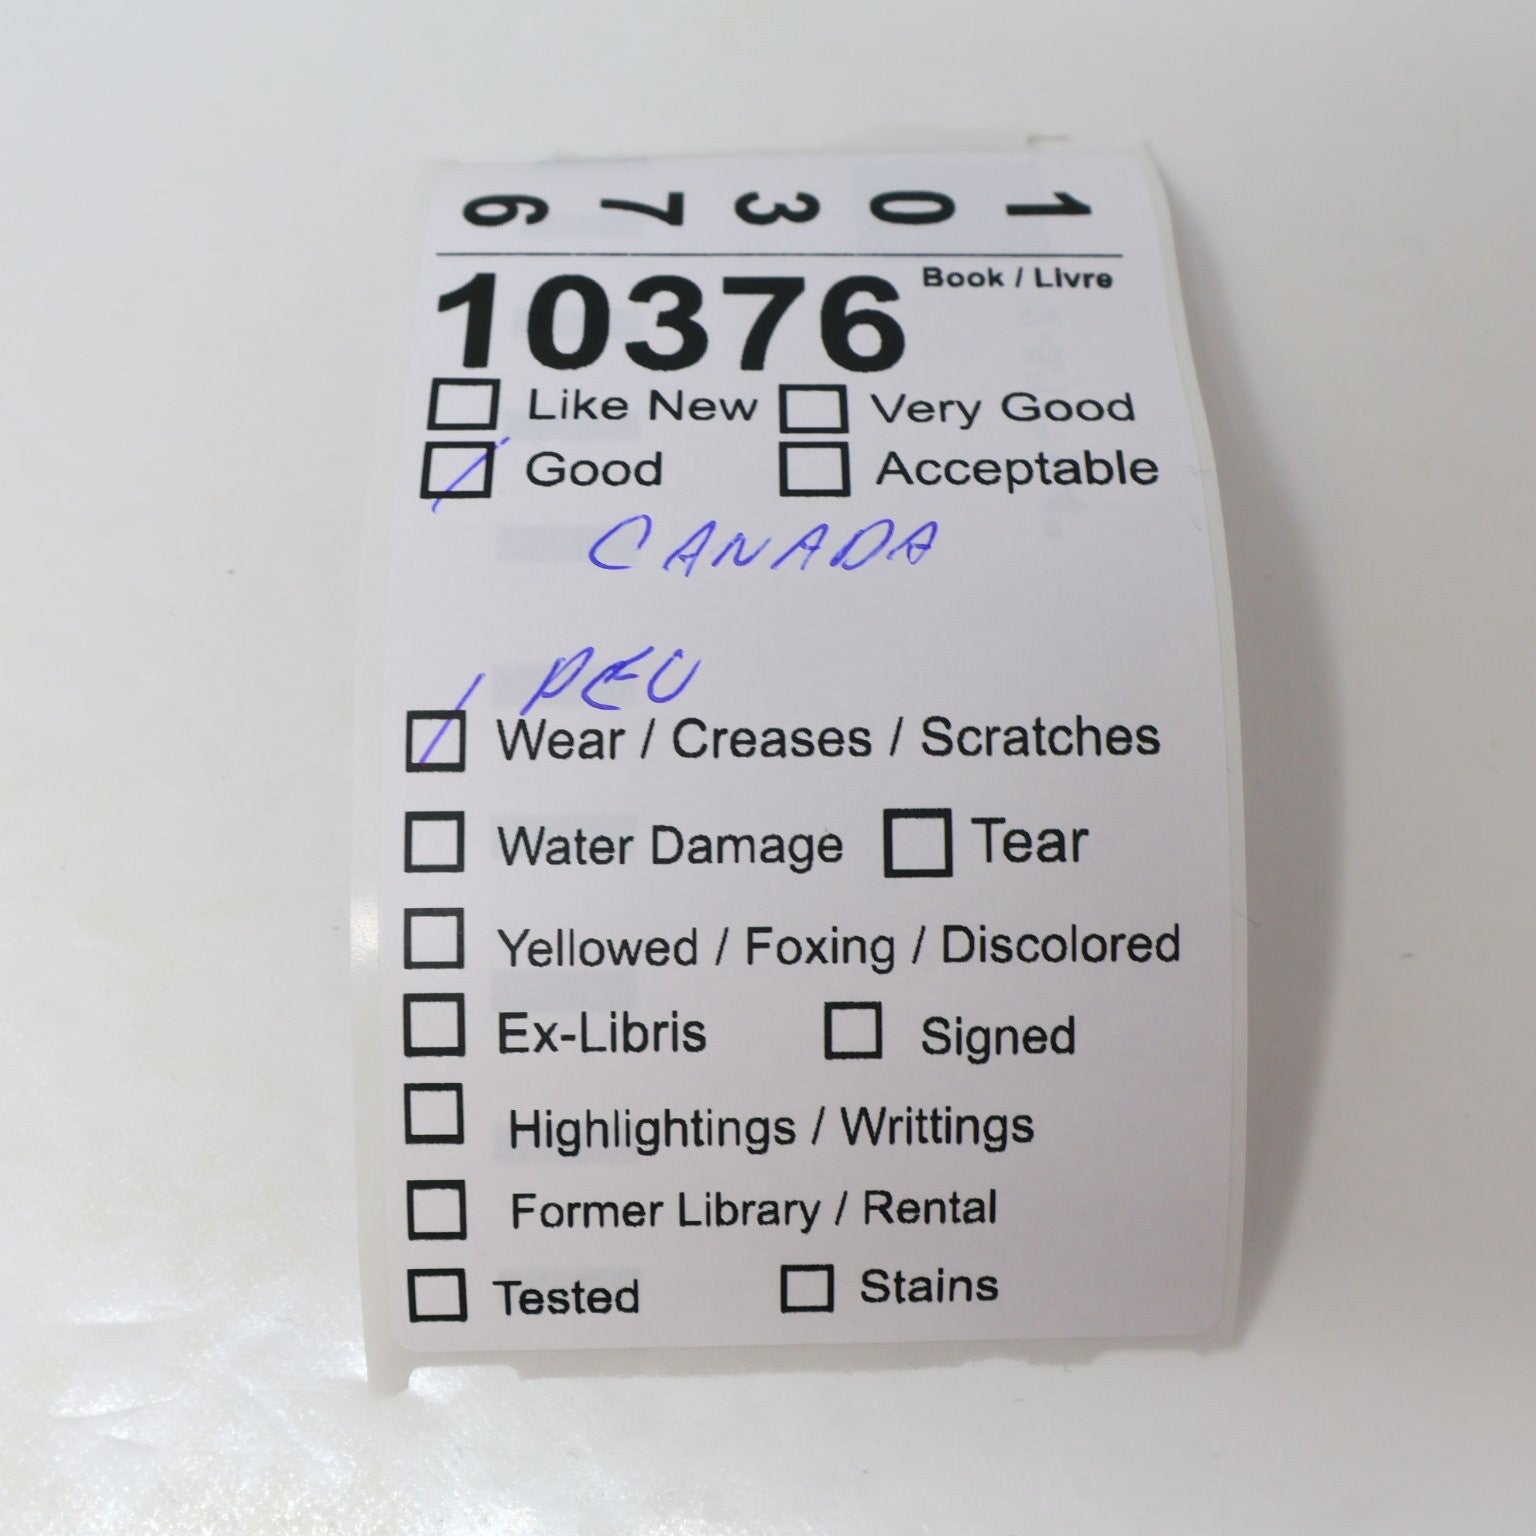 10376
10376 Book / Livre
Like New Very Good
Good Acceptable
CANADA
PEU
Wear / Creases / Scratches
Water Damage Tear
Yellowed / Foxing / Discolored
Ex-Libris Signed
Highlightings / Writtings
Former Library / Rental
Tested Stains